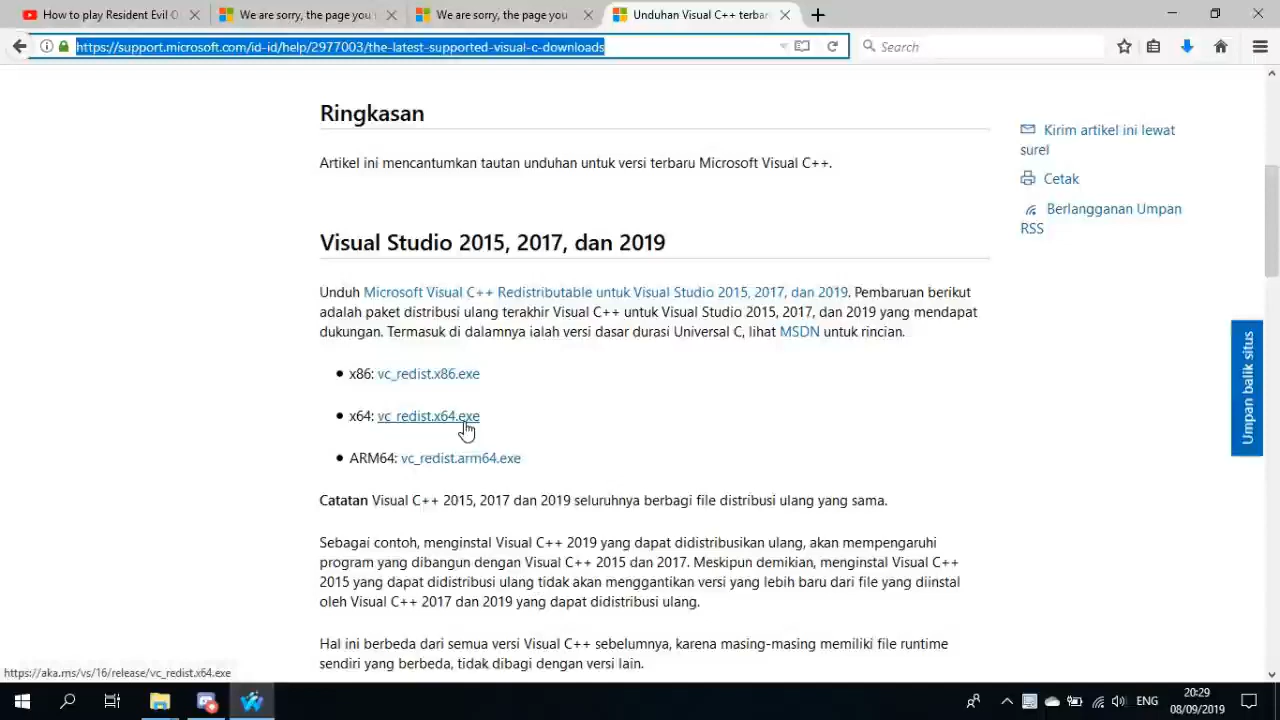 How to play Resident Evil O
We are sorry, the page you
We are sorry, the page you
Unduhan Visual C++ terbar
https://support.microsoft.com/id-id/help/2977003/the-latest-supported-visual-c-downloads
Search
Ringkasan
Artikel ini mencantumkan tautan unduhan untuk versi terbaru Microsoft Visual C++.
Kirim artikel ini lewat
surel
Cetak
Berlangganan Umpan
RSS
Visual Studio 2015, 2017, dan 2019
Unduh Microsoft Visual C++ Redistributable untuk Visual Studio 2015, 2017, dan 2019. Pembaruan berikut
adalah paket distribusi ulang terakhir Visual C++ untuk Visual Studio 2015, 2017, dan 2019 yang mendapat
dukungan. Termasuk di dalamnya ialah versi dasar durasi Universal C, lihat MSDN untuk rincian.
• x86: vc_redist.x86.exe
• x64: vc_redist.x64.exe
• ARM64: vc_redist.arm64.exe
Umpan balik situs
Catatan Visual C++ 2015, 2017 dan 2019 seluruhnya berbagi file distribusi ulang yang sama.
Sebagai contoh, menginstal Visual C++ 2019 yang dapat didistribusikan ulang, akan mempengaruhi
program yang dibangun dengan Visual C++ 2015 dan 2017. Meskipun demikian, menginstal Visual C++
2015 yang dapat didistribusi ulang tidak akan menggantikan versi yang lebih baru dari file yang diinstal
oleh Visual C++ 2017 dan 2019 yang dapat didistribusi ulang.
Hal ini berbeda dari semua versi Visual C++ sebelumnya, karena masing-masing memiliki file runtime
sendiri yang berbeda, tidak dibagi dengan versi lain.
https://aka.ms/vs/16/release/vc_redist.x64.exe
ENG
20:29
08/09/2019